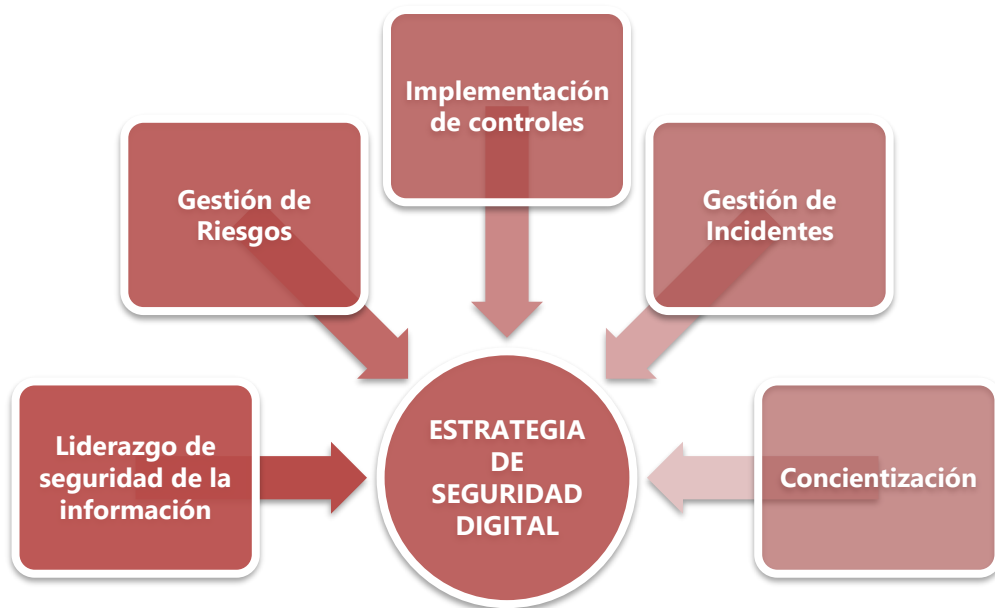 Implementación
de controles
Gestión de
Riesgos
Gestión de
Incidentes
Liderazgo de
seguridad de la
información
ESTRATEGIA
DE
SEGURIDAD
DIGITAL
Concientización